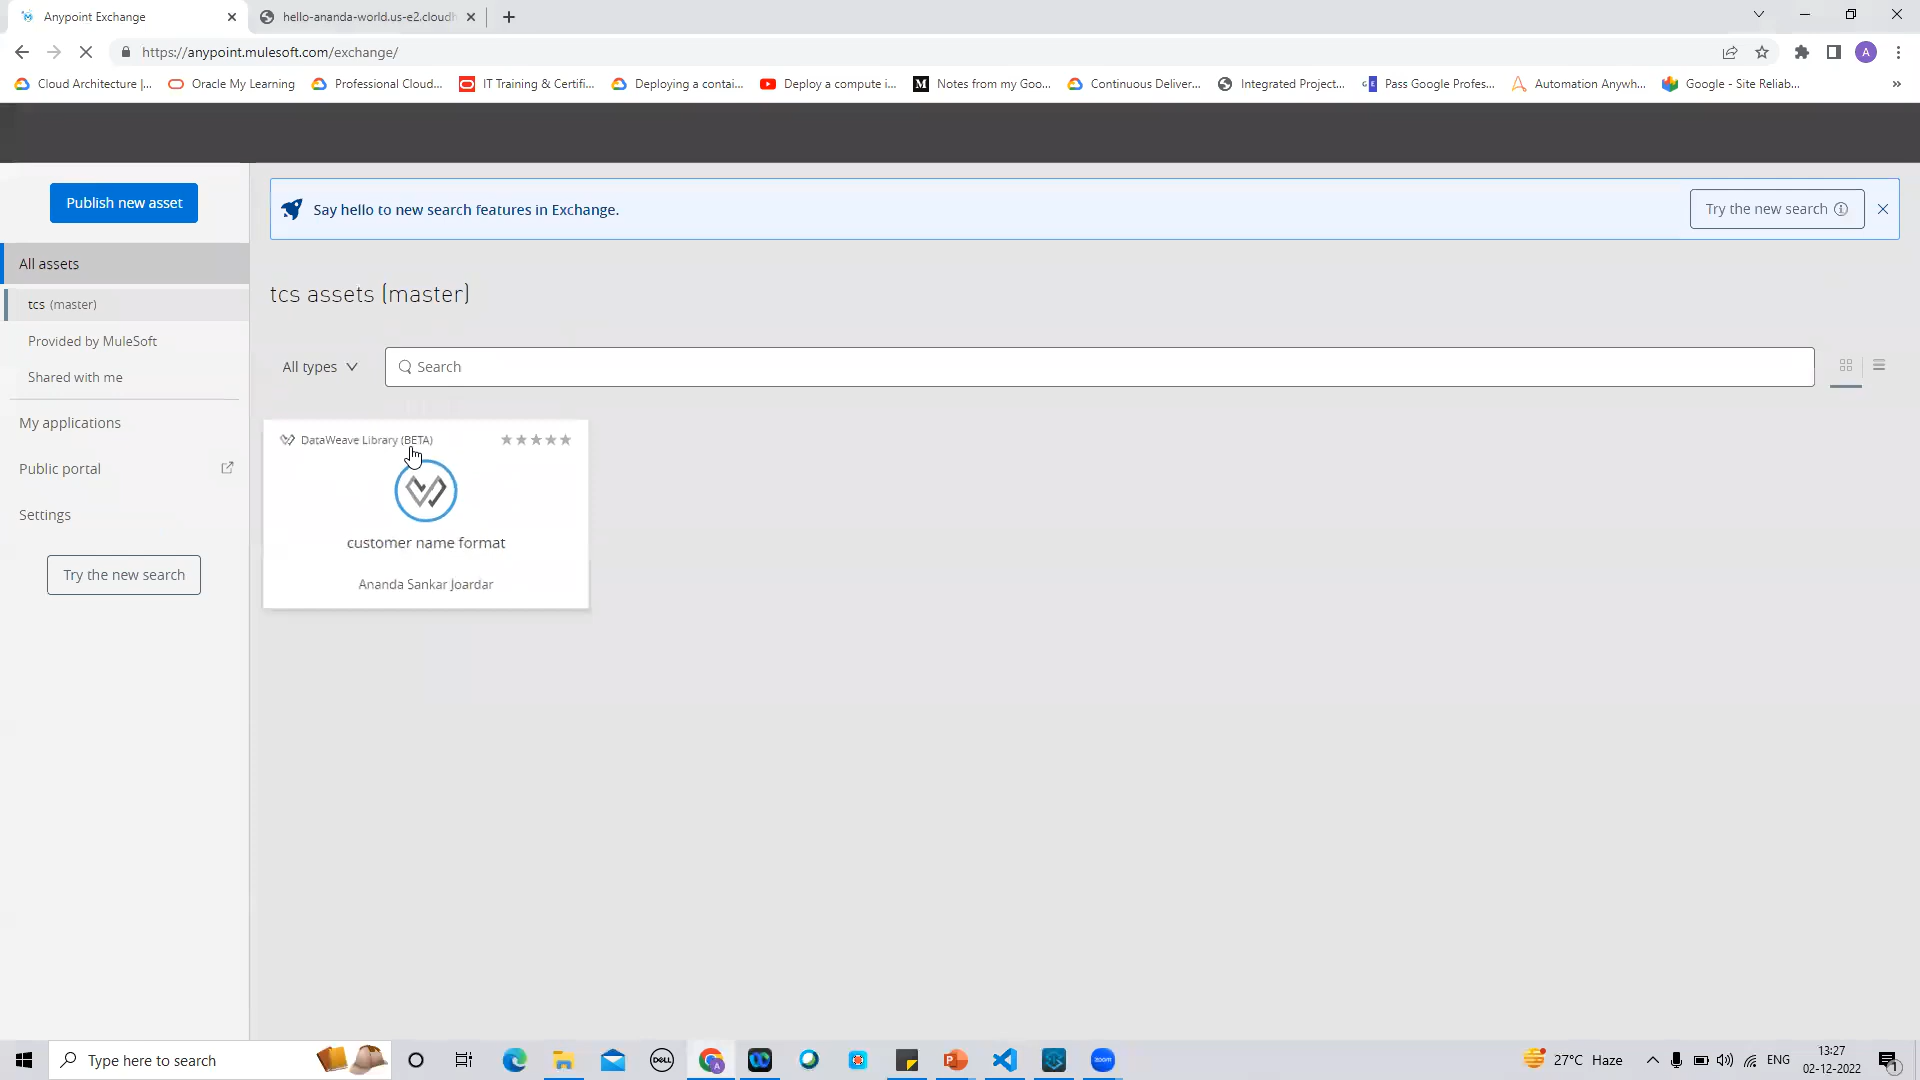 Anypoint Exchange
hello-ananda-world.us-e2.cloudh
https://anypoint.mulesoft.com/exchange/
Cloud Architecture |...
Oracle My Learning
Professional Cloud...
IT Training & Certifi...
Deploying a contai...
Deploy a compute i...
Notes from my Goo...
Continuous Deliver...
Integrated Project...
Pass Google Profes...
Automation Anywh...
Google - Site Reliab...
»
Publish new asset
Say hello to new search features in Exchange.
Try the new search
All assets
tcs (master)
Provided by MuleSoft
Shared with me
My applications
Public portal
Settings
Try the new search
tcs assets (master)
All types
Search
DataWeave Library (BETA)
customer name format
Ananda Sankar Joardar
Type here to search
DELL
zoom
27°C Haze
ENG
13:27
02-12-2022
1